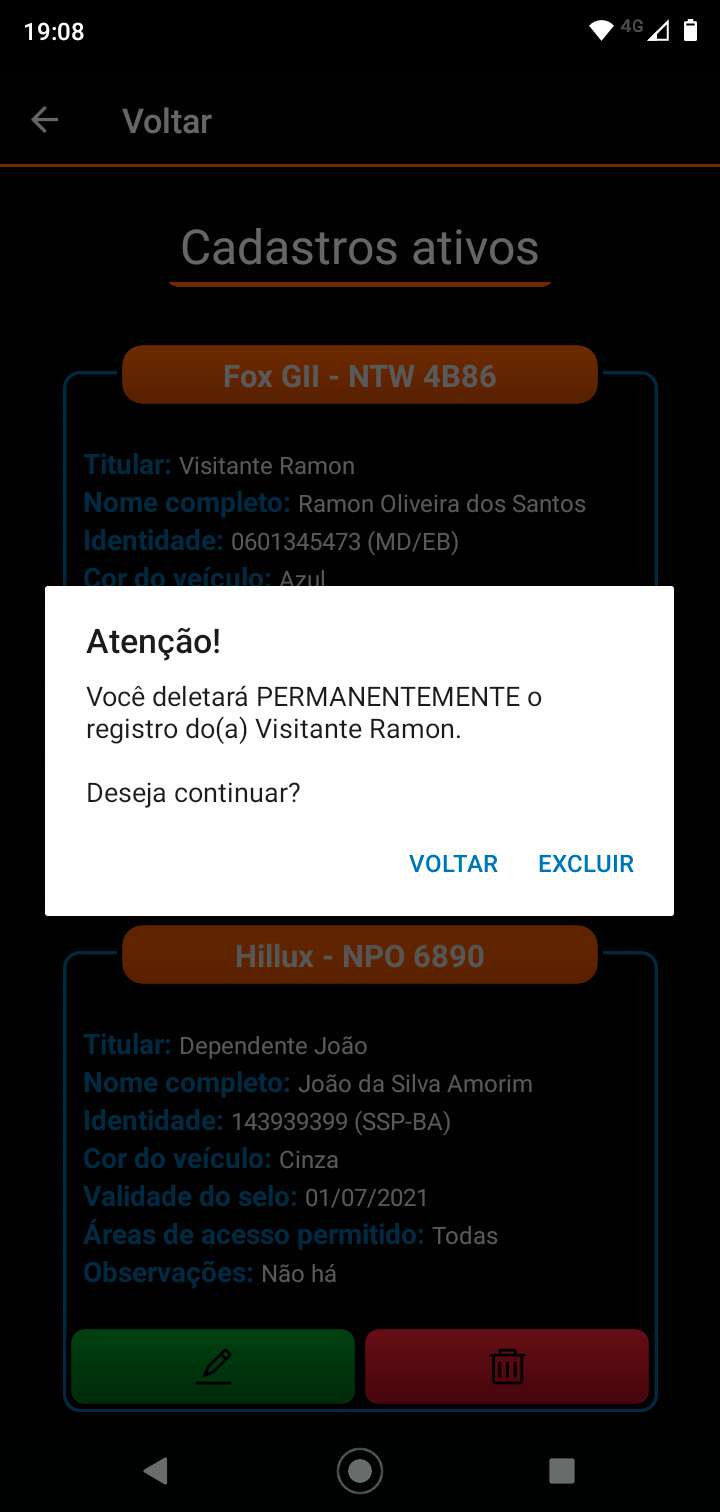 19:08
4G
Voltar
Cadastros ativos
Fox GII - NTW 4B86
Titular: Visitante Ramon
Nome completo: Ramon Oliveira dos Santos
Identidade: 0601345473 (MD/EB)
Cor do veículo: Azul
Atenção!
Você deletará PERMANENTEMENTE o
registro do(a) Visitante Ramon.
Deseja continuar?
VOLTAR EXCLUIR
Hillux - NPO 6890
Titular: Dependente João
Nome completo: João da Silva Amorim
Identidade: 143939399 (SSP-BA)
Cor do veículo: Cinza
Validade do selo: 01/07/2021
Áreas de acesso permitido: Todas
Observações: Não há